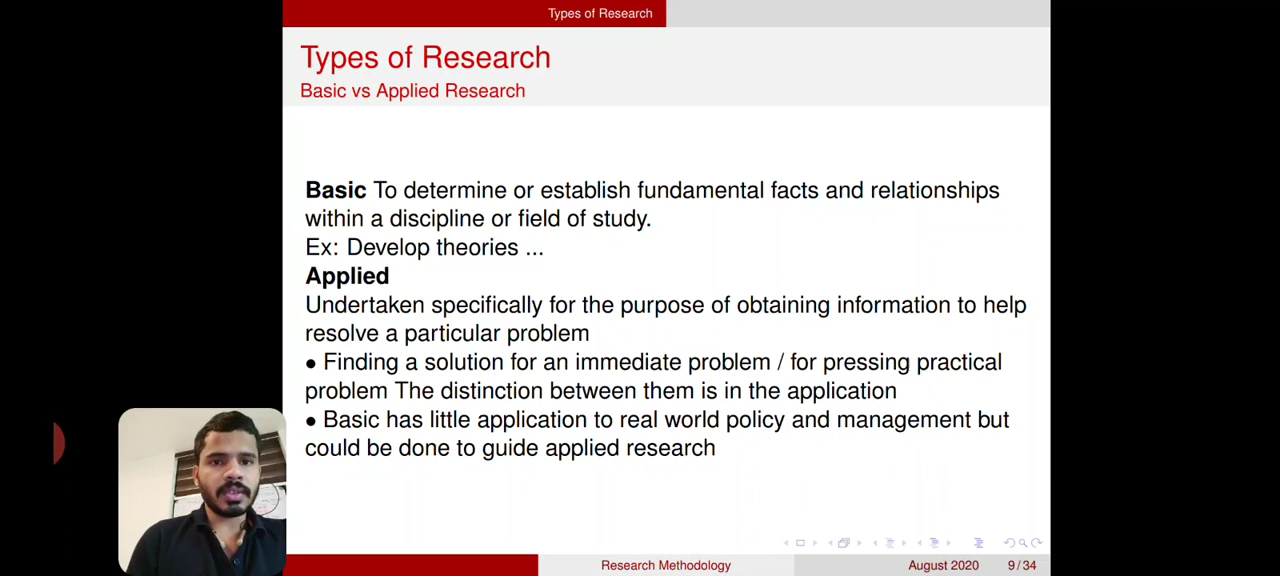 Types of Research
Types of Research
Basic vs Applied Research
Basic To determine or establish fundamental facts and relationships
within a discipline or field of study.
Ex: Develop theories ...
Applied
Undertaken specifically for the purpose of obtaining information to help
resolve a particular problem
• Finding a solution for an immediate problem / for pressing practical
problem The distinction between them is in the application
• Basic has little application to real world policy and management but
could be done to guide applied research
Research Methodology August 2020 9 / 34